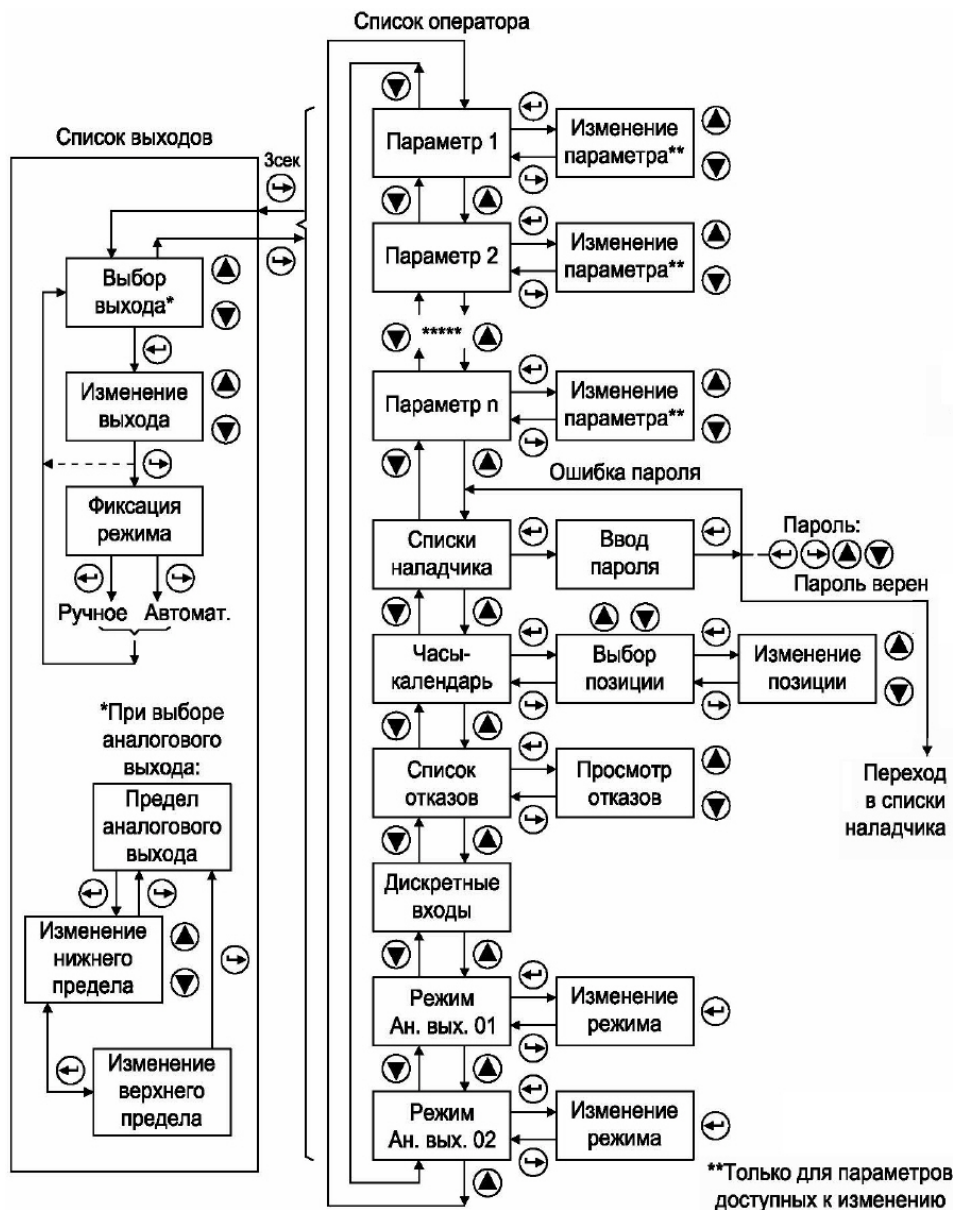 Список оператора
Список выходов
3сек
Выбор
выхода*
Изменение
выхода
Фиксация
режима
Ручное Автомат.
*При выборе
аналогового
выхода:
Предел
аналогового
выхода
Изменение
нижнего
предела
Изменение
верхнего
предела
Параметр 1
Изменение
параметра**
Параметр 2
Изменение
параметра**
*****
Параметр n
Изменение
параметра**
Ошибка пароля
Списки
наладчика
Ввод
пароля
Пароль:
Пароль верен
Часы-
календарь
Выбор
позиции
Изменение
позиции
Список
отказов
Просмотр
отказов
Переход
в списки
наладчика
Дискретные
входы
Режим
Ан. вых. 01
Изменение
режима
Режим
Ан. вых. 02
Изменение
режима
**Только для параметров
доступных к изменению